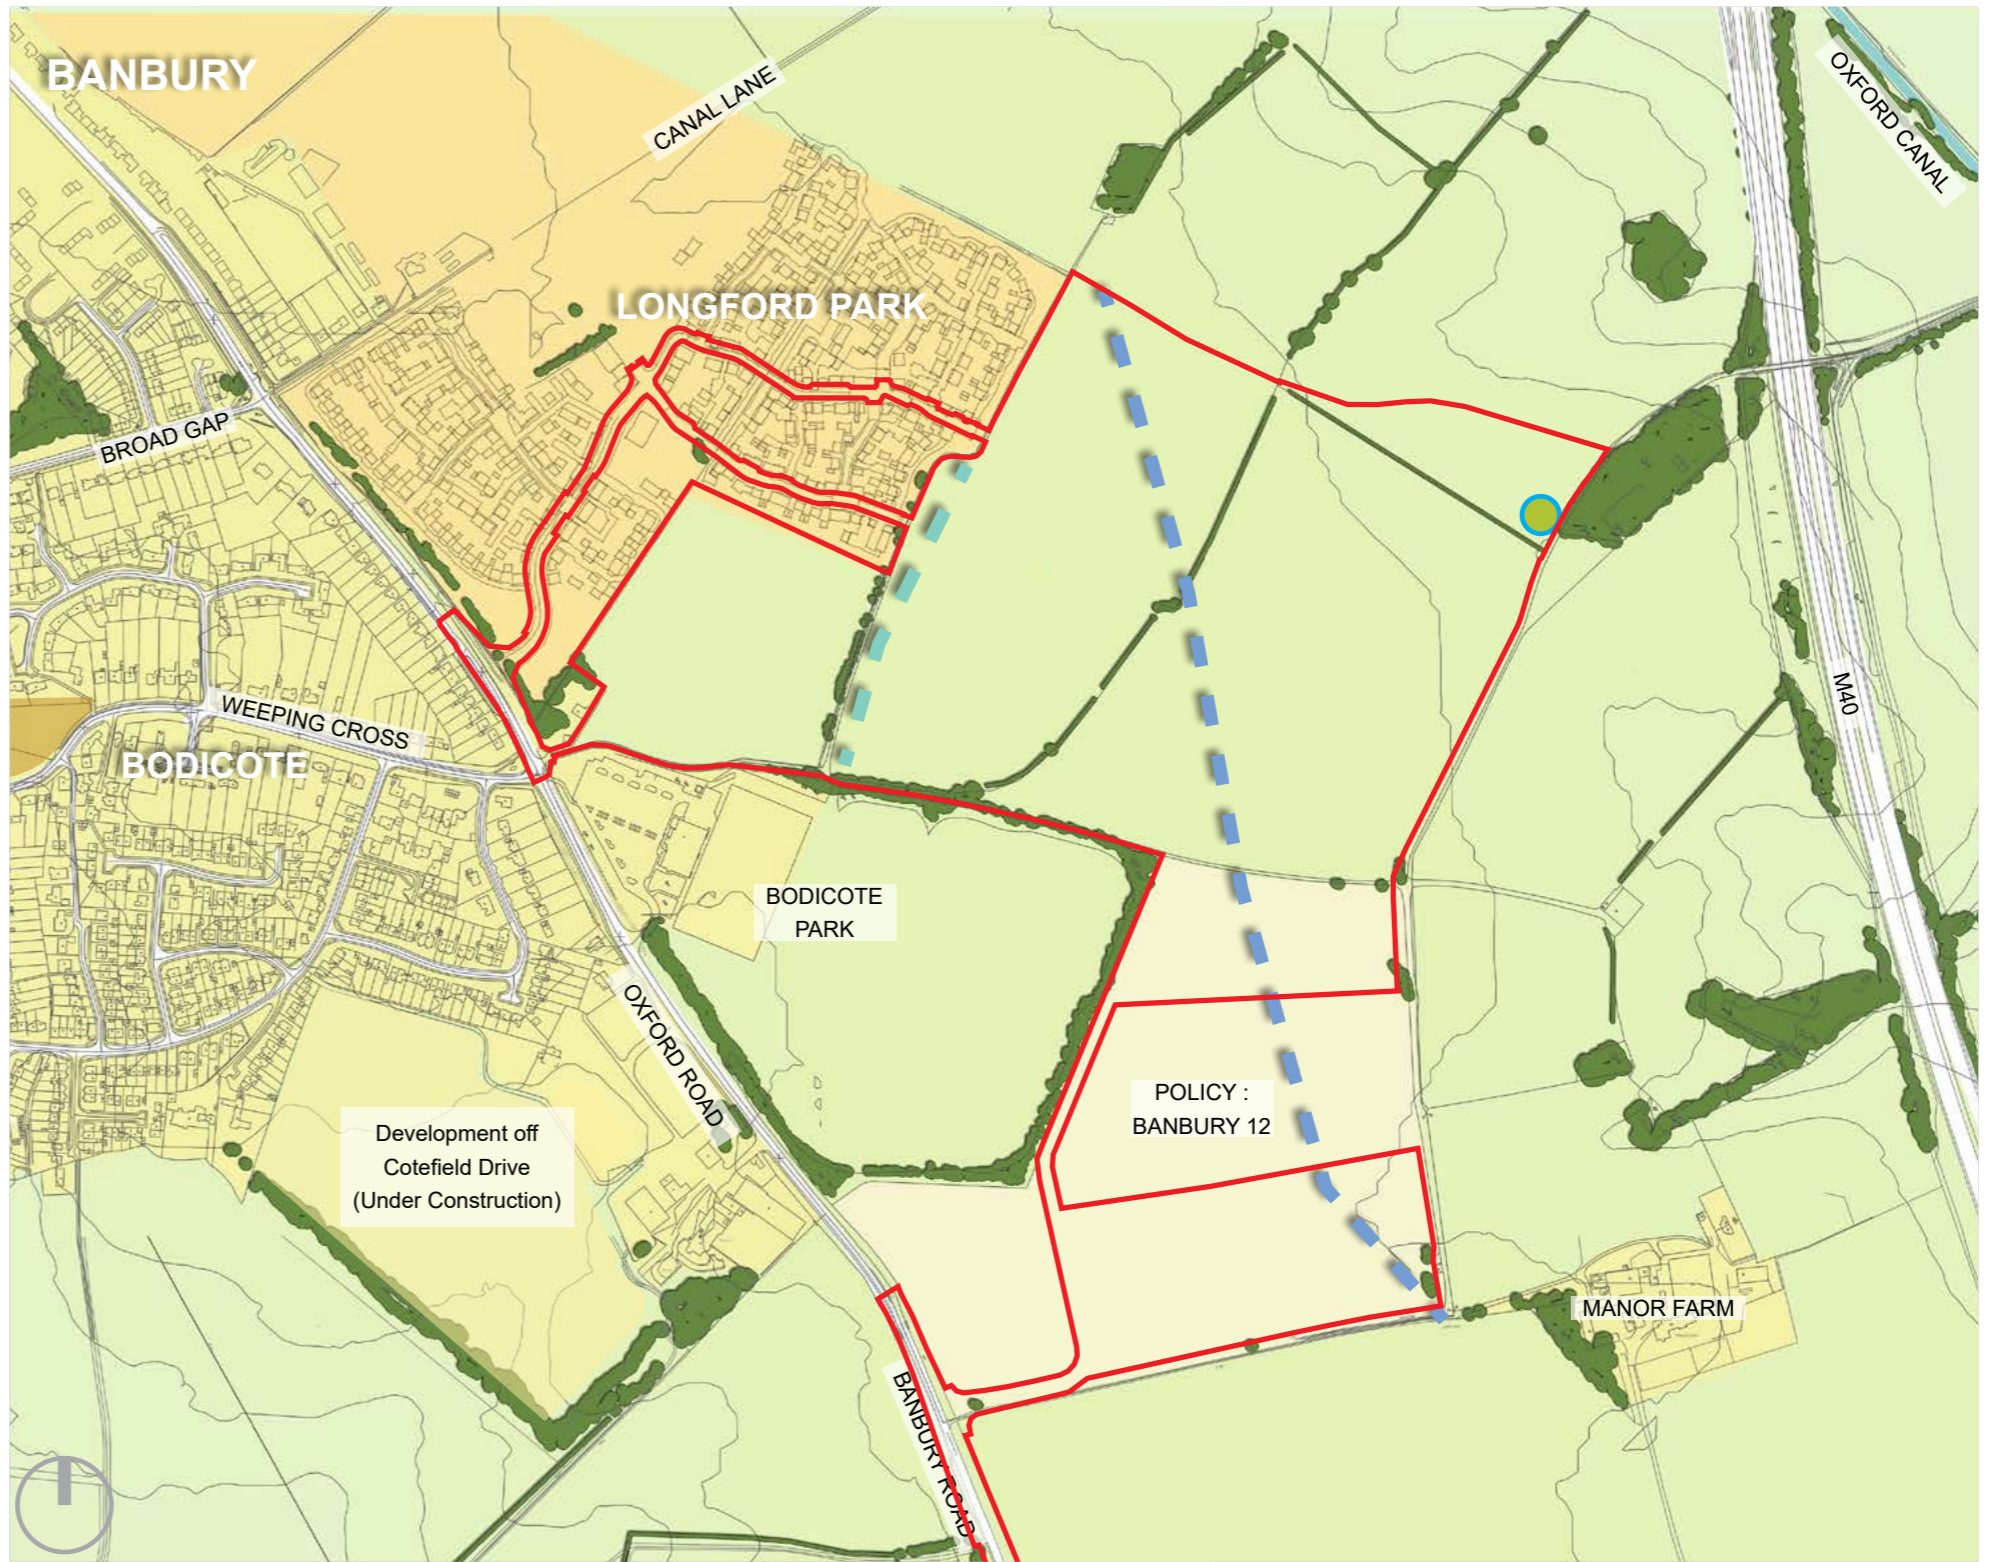 BANBURY
CANAL LANE
OXFORD CANAL
LONGFORD PARK
BROAD GAP
WEEPING CROSS
BODICOTE
M40
BODICOTE
PARK
OXFORD ROAD
POLICY :
BANBURY 12
Development off
Cotefield Drive
(Under Construction)
MANOR FARM
BANBURY ROAD